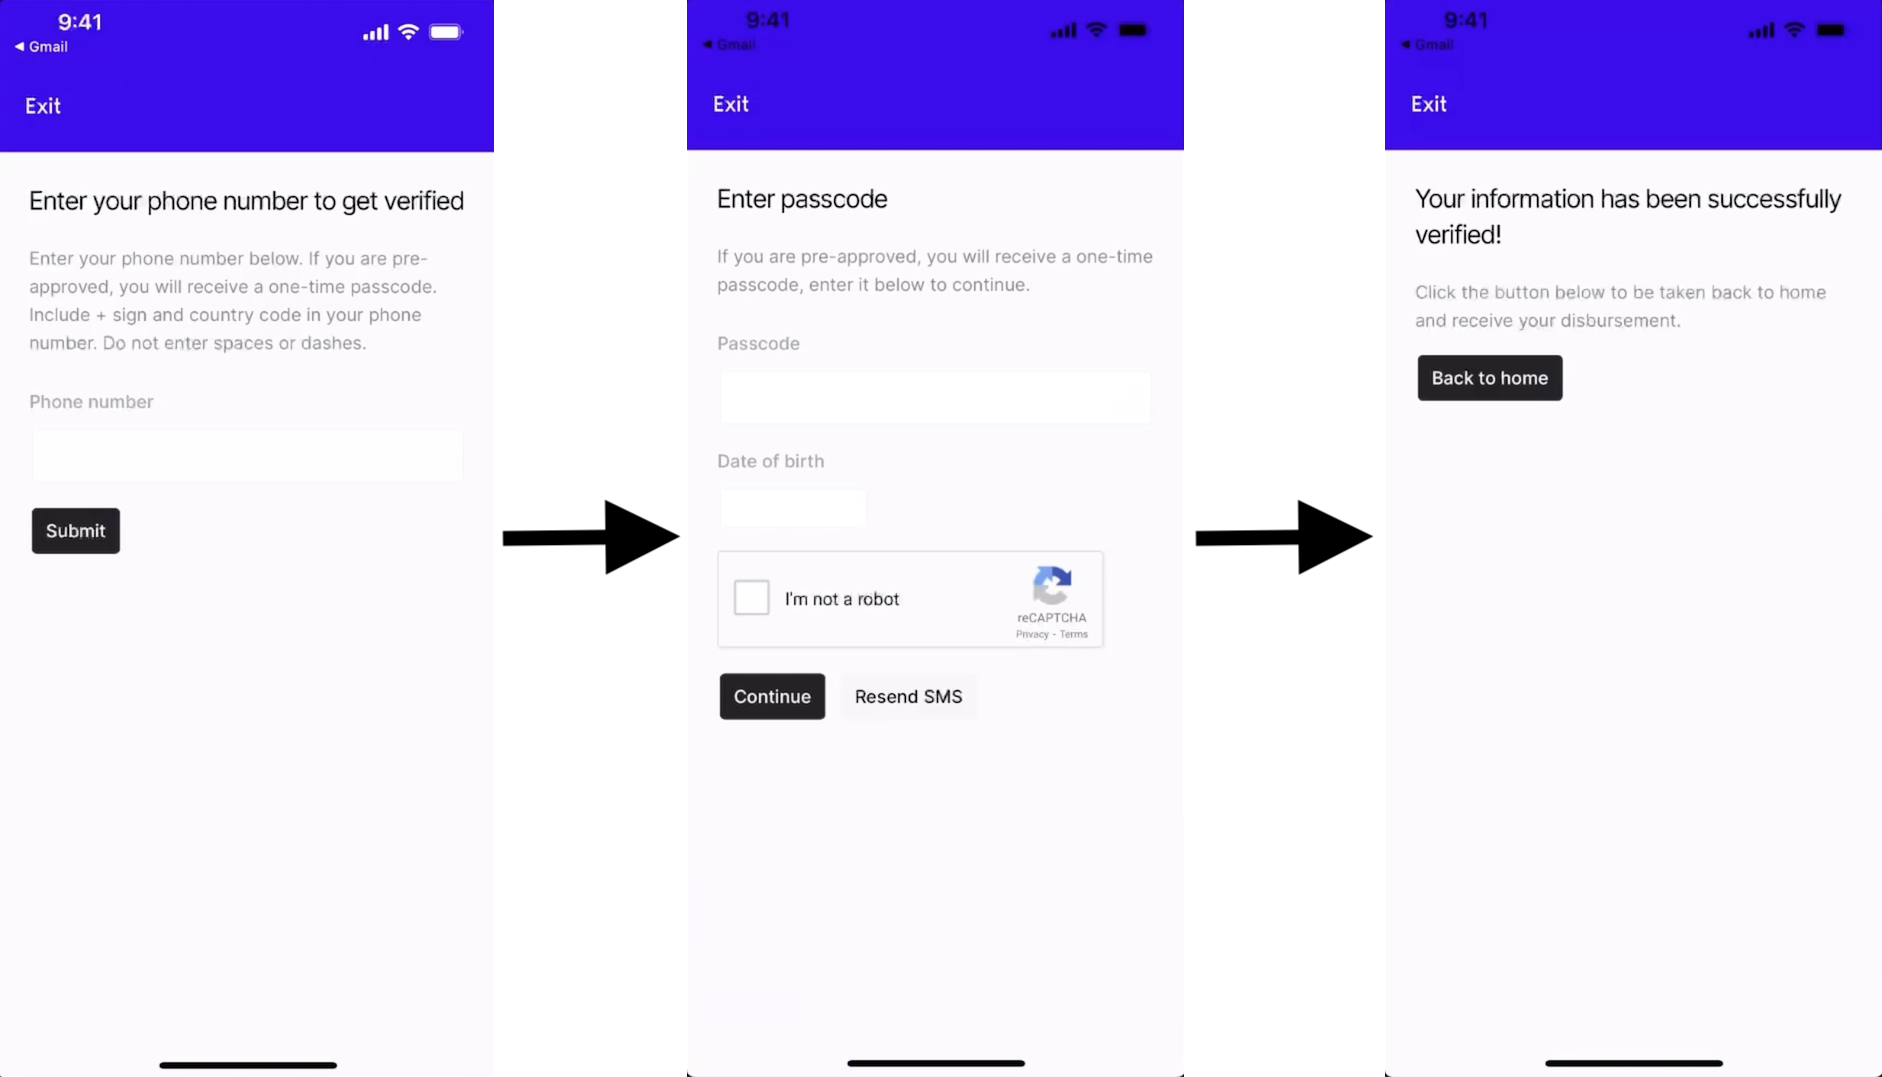 9:41
◀ Gmail
Exit
Enter your phone number to get verified
Enter your phone number below. If you are pre-
approved, you will receive a one-time passcode.
Include + sign and country code in your phone
number. Do not enter spaces or dashes.
Phone number
Submit
9:41
◀ Gmail
Exit
Enter passcode
If you are pre-approved, you will receive a one-time
passcode, enter it below to continue.
Passcode
Date of birth
I'm not a robot
reCAPTCHA
Privacy - Terms
Continue
Resend SMS
9:41
◀ Gmail
Exit
Your information has been successfully
verified!
Click the button below to be taken back to home
and receive your disbursement.
Back to home